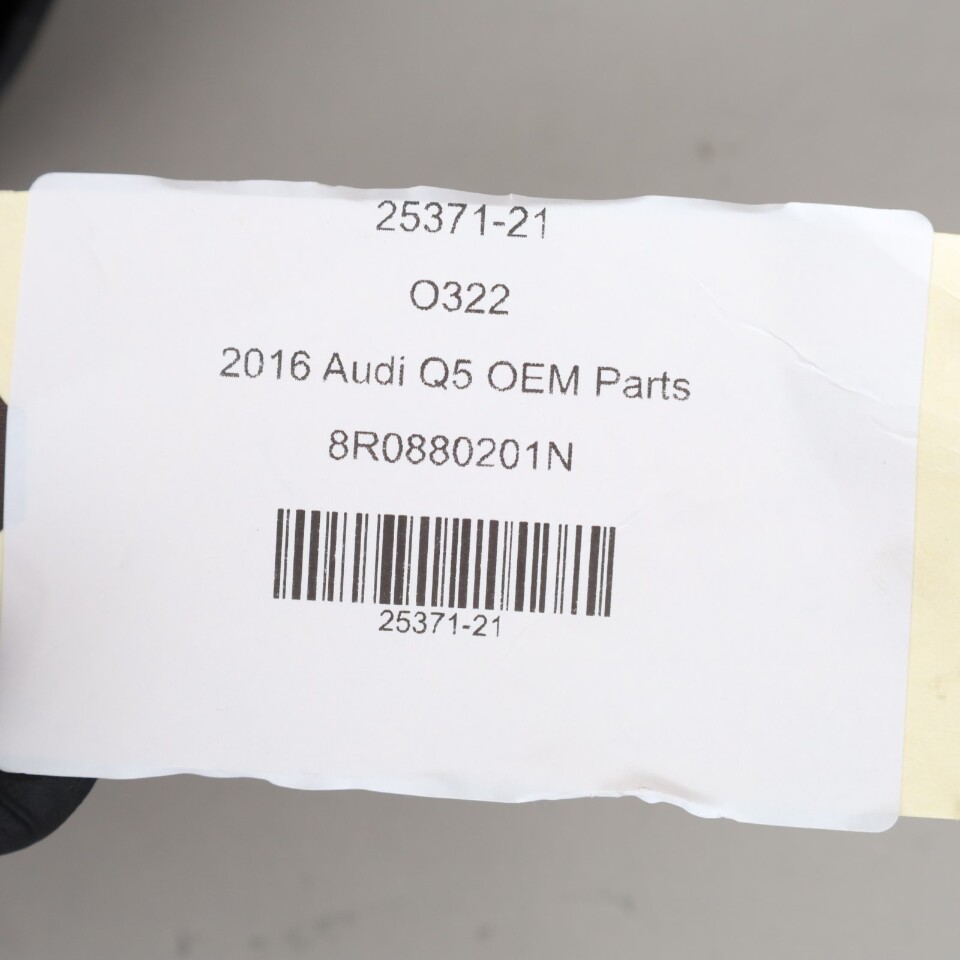 25371-21
O322
2016 Audi Q5 OEM Parts
8R0880201N
25371-21